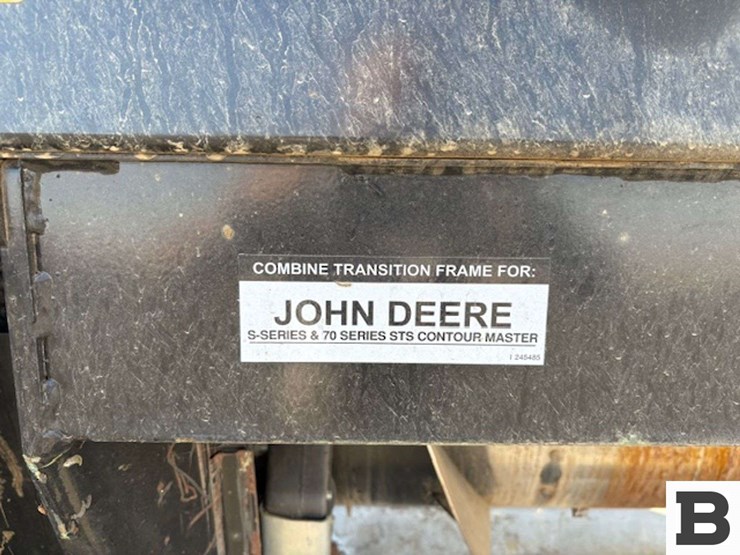 COMBINE TRANSITION FRAME FOR:
JOHN DEERE
S-SERIES & 70 SERIES STS CONTOUR MASTER
I 245485
B